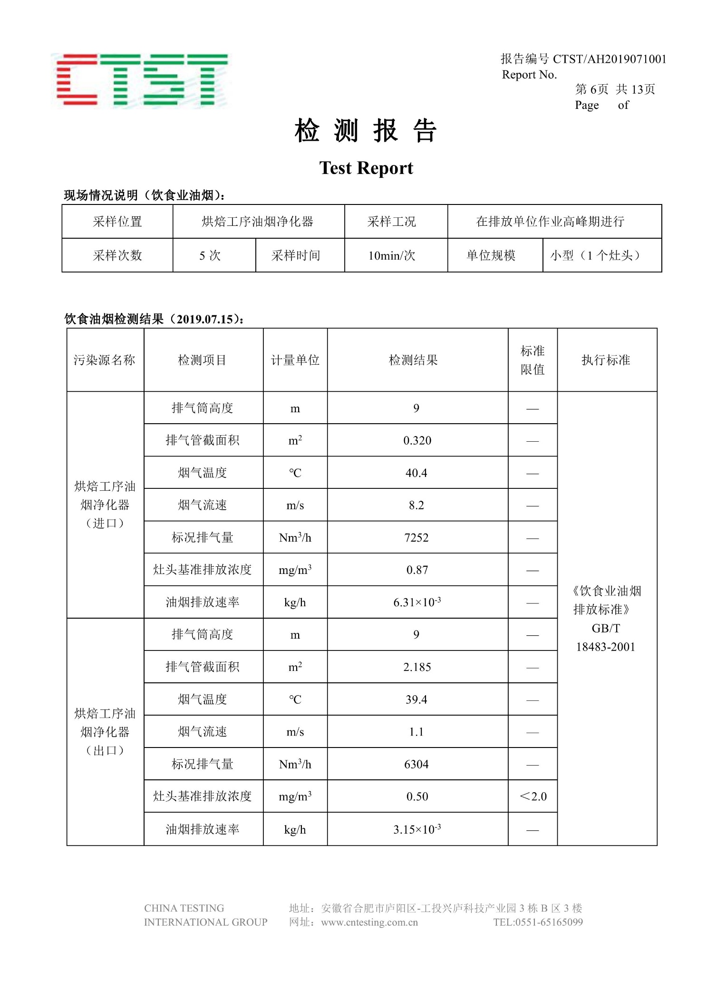 CTST
报告编号 CTST/AH2019071001
Report No.
第 6页 共 13页
Page of
检 测 报 告
Test Report
现场情况说明（饮食业油烟）：
采样位置 烘焙工序油烟净化器 采样工况 在排放单位作业高峰期进行
采样次数 5 次 采样时间 10min/次 单位规模 小型（1 个灶头）
饮食油烟检测结果（2019.07.15）：
污染源名称 检测项目 计量单位 检测结果 标准限值 执行标准
烘焙工序油
烟净化器
（进口）
排气筒高度 m 9 —
排气管截面积 m² 0.320 —
烟气温度 ℃ 40.4 —
烟气流速 m/s 8.2 —
标况排气量 Nm³/h 7252 —
灶头基准排放浓度 mg/m³ 0.87 —
油烟排放速率 kg/h 6.31×10⁻³ —
烘焙工序油
烟净化器
（出口）
排气筒高度 m 9 —
排气管截面积 m² 2.185 —
烟气温度 ℃ 39.4 —
烟气流速 m/s 1.1 —
标况排气量 Nm³/h 6304 —
灶头基准排放浓度 mg/m³ 0.50 ＜2.0
油烟排放速率 kg/h 3.15×10⁻³ —
《饮食业油烟
排放标准》
GB/T
18483-2001
CHINA TESTING 地址：安徽省合肥市庐阳区-工投兴庐科技产业园 3 栋 B 区 3 楼
INTERNATIONAL GROUP 网址：www.cntesting.com.cn TEL:0551-65165099